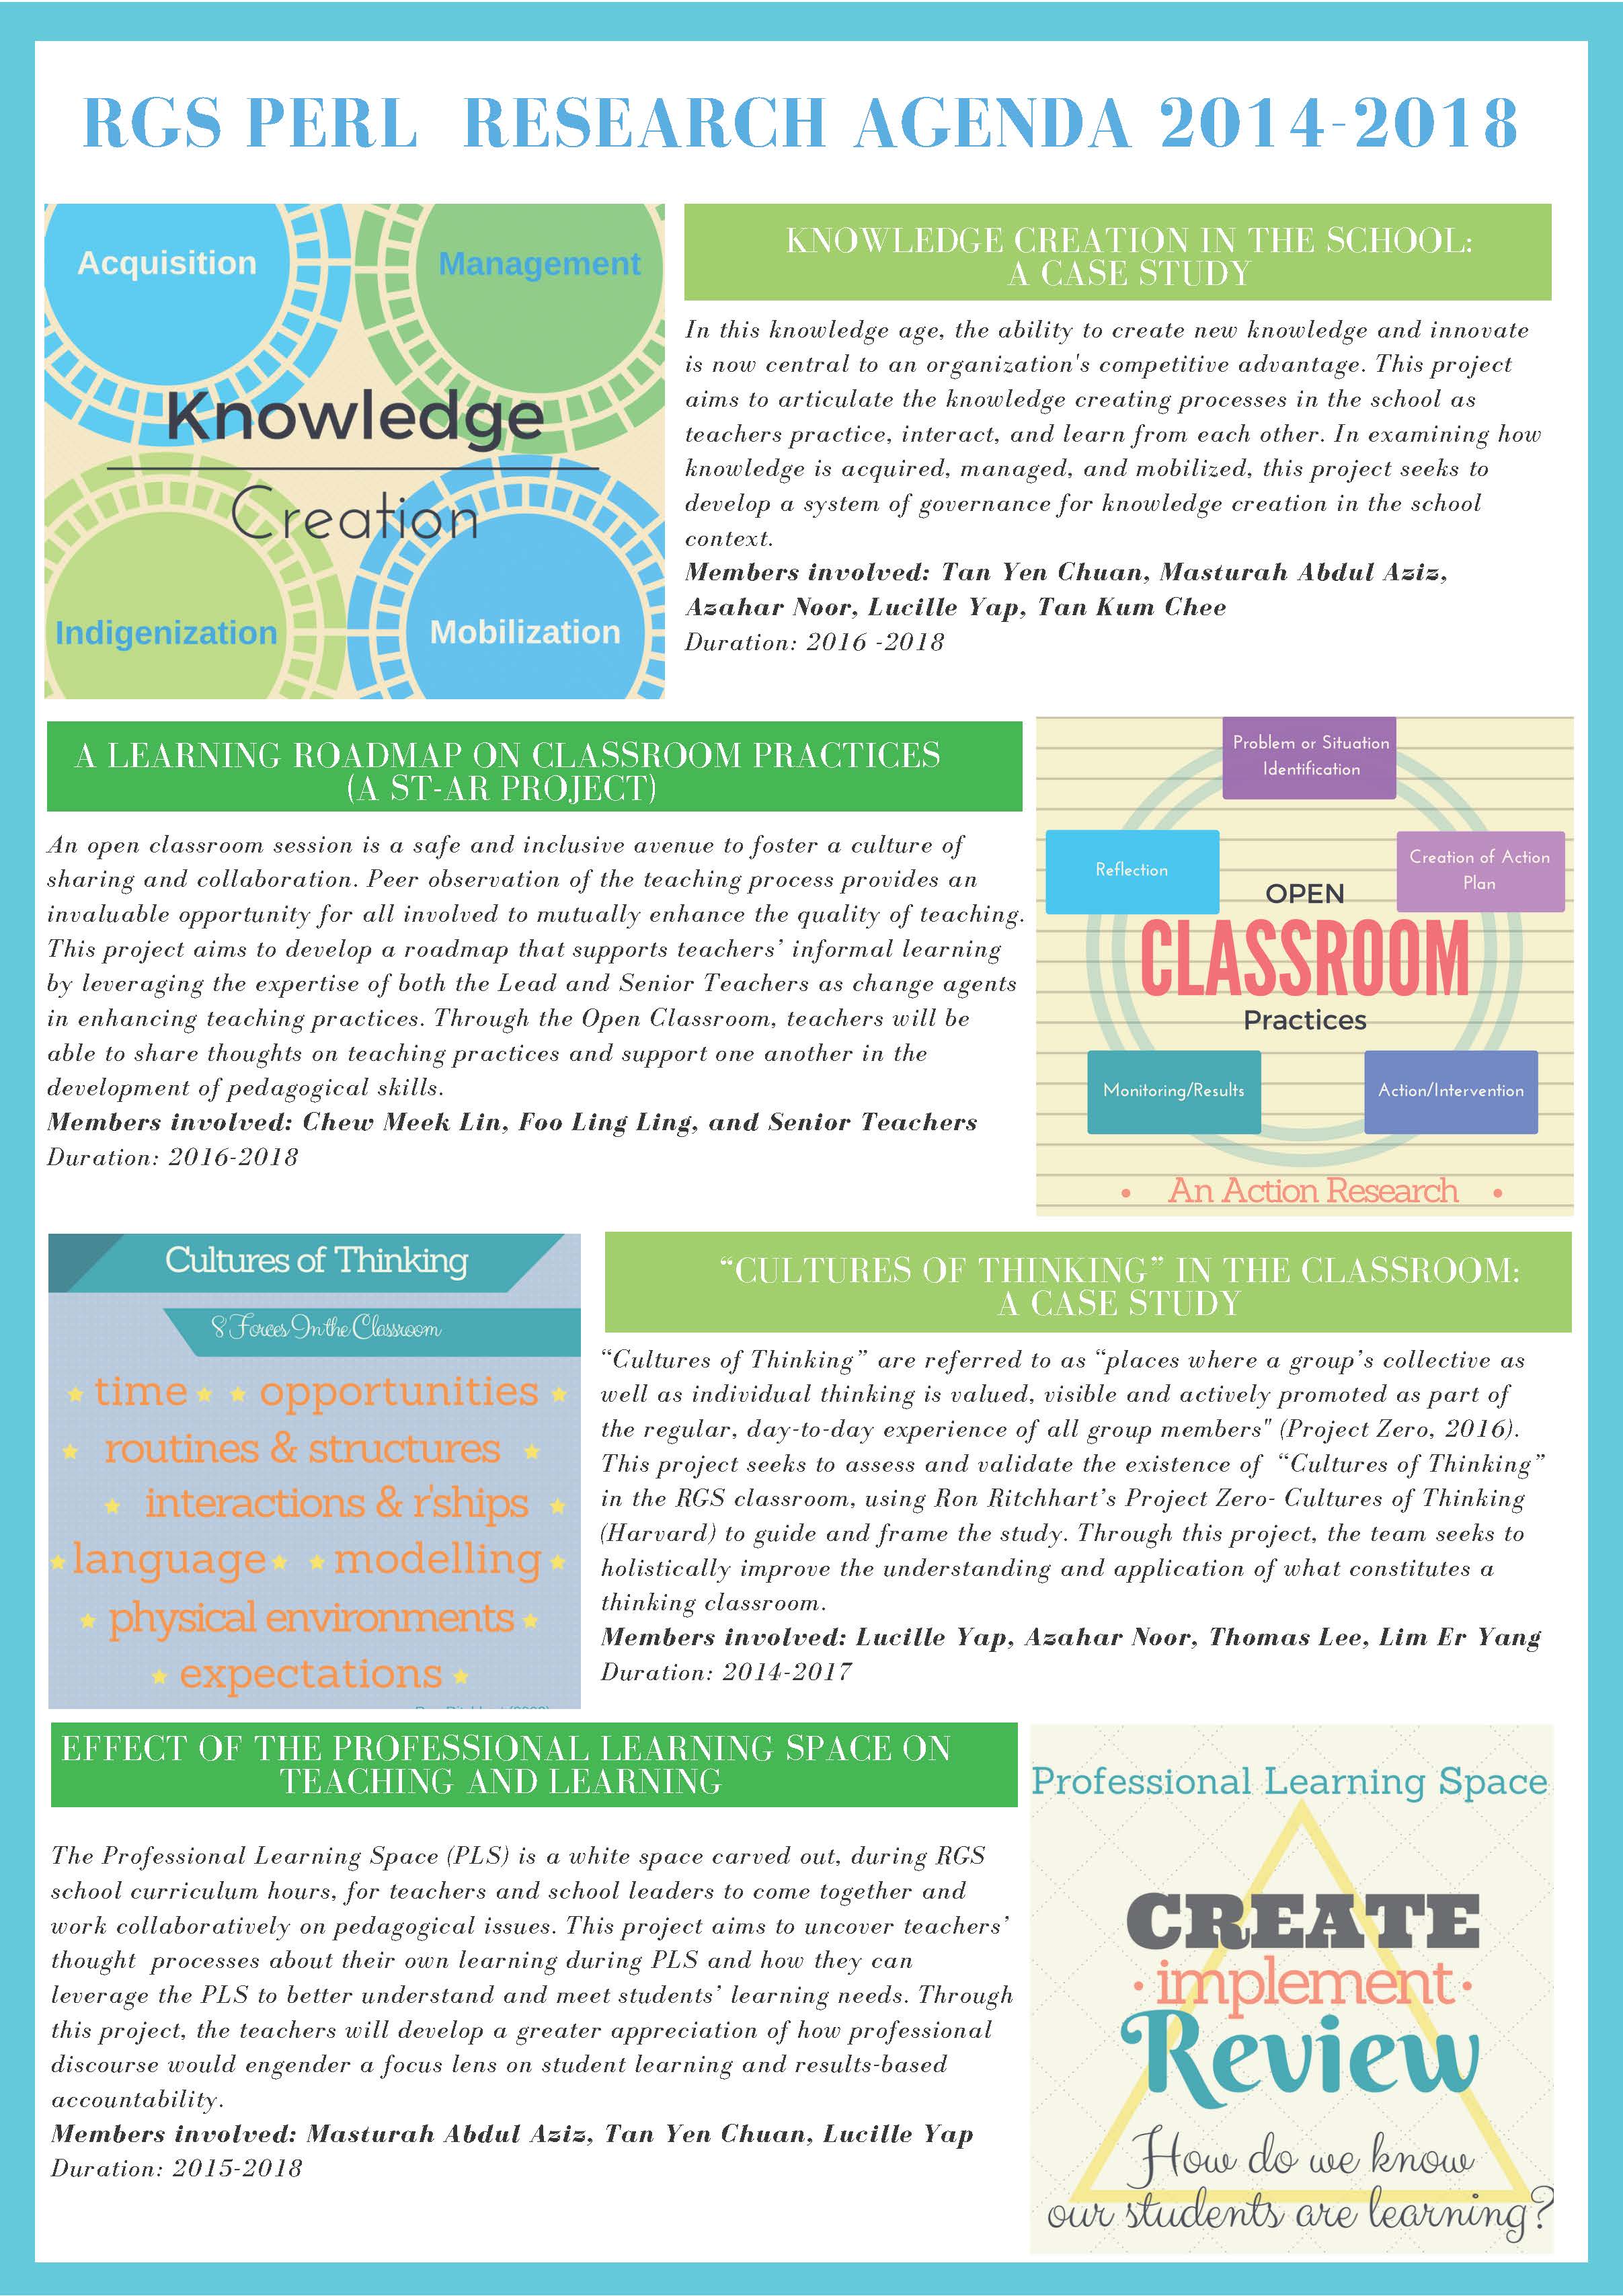 RGS PERL RESEARCH AGENDA 2014-2018
Acquisition
Management
Knowledge
Creation
Indigenization
Mobilization
KNOWLEDGE CREATION IN THE SCHOOL:
A CASE STUDY
In this knowledge age, the ability to create new knowledge and innovate
is now central to an organization's competitive advantage. This project
aims to articulate the knowledge creating processes in the school as
teachers practice, interact, and learn from each other. In examining how
knowledge is acquired, managed, and mobilized, this project seeks to
develop a system of governance for knowledge creation in the school
context.
Members involved: Tan Yen Chuan, Masturah Abdul Aziz,
Azahar Noor, Lucille Yap, Tan Kum Chee
Duration: 2016 -2018
A LEARNING ROADMAP ON CLASSROOM PRACTICES
(A ST-AR PROJECT)
An open classroom session is a safe and inclusive avenue to foster a culture of
sharing and collaboration. Peer observation of the teaching process provides an
invaluable opportunity for all involved to mutually enhance the quality of teaching.
This project aims to develop a roadmap that supports teachers’ informal learning
by leveraging the expertise of both the Lead and Senior Teachers as change agents
in enhancing teaching practices. Through the Open Classroom, teachers will be
able to share thoughts on teaching practices and support one another in the
development of pedagogical skills.
Members involved: Chew Meek Lin, Foo Ling Ling, and Senior Teachers
Duration: 2016-2018
Problem or Situation
Identification
Reflection
Creation of Action
Plan
OPEN
CLASSROOM
Practices
Monitoring/Results
Action/Intervention
• An Action Research •
Cultures of Thinking
8 Forces In the Classroom
time opportunities
routines & structures
interactions & r'ships
language modelling
physical environments
expectations
“CULTURES OF THINKING” IN THE CLASSROOM:
A CASE STUDY
“Cultures of Thinking” are referred to as “places where a group’s collective as
well as individual thinking is valued, visible and actively promoted as part of
the regular, day-to-day experience of all group members" (Project Zero, 2016).
This project seeks to assess and validate the existence of “Cultures of Thinking”
in the RGS classroom, using Ron Ritchhart’s Project Zero- Cultures of Thinking
(Harvard) to guide and frame the study. Through this project, the team seeks to
holistically improve the understanding and application of what constitutes a
thinking classroom.
Members involved: Lucille Yap, Azahar Noor, Thomas Lee, Lim Er Yang
Duration: 2014-2017
EFFECT OF THE PROFESSIONAL LEARNING SPACE ON
TEACHING AND LEARNING
The Professional Learning Space (PLS) is a white space carved out, during RGS
school curriculum hours, for teachers and school leaders to come together and
work collaboratively on pedagogical issues. This project aims to uncover teachers’
thought processes about their own learning during PLS and how they can
leverage the PLS to better understand and meet students’ learning needs. Through
this project, the teachers will develop a greater appreciation of how professional
discourse would engender a focus lens on student learning and results-based
accountability.
Members involved: Masturah Abdul Aziz, Tan Yen Chuan, Lucille Yap
Duration: 2015-2018
Professional Learning Space
CREATE
• implement •
Review
How do we know
our students are learning?